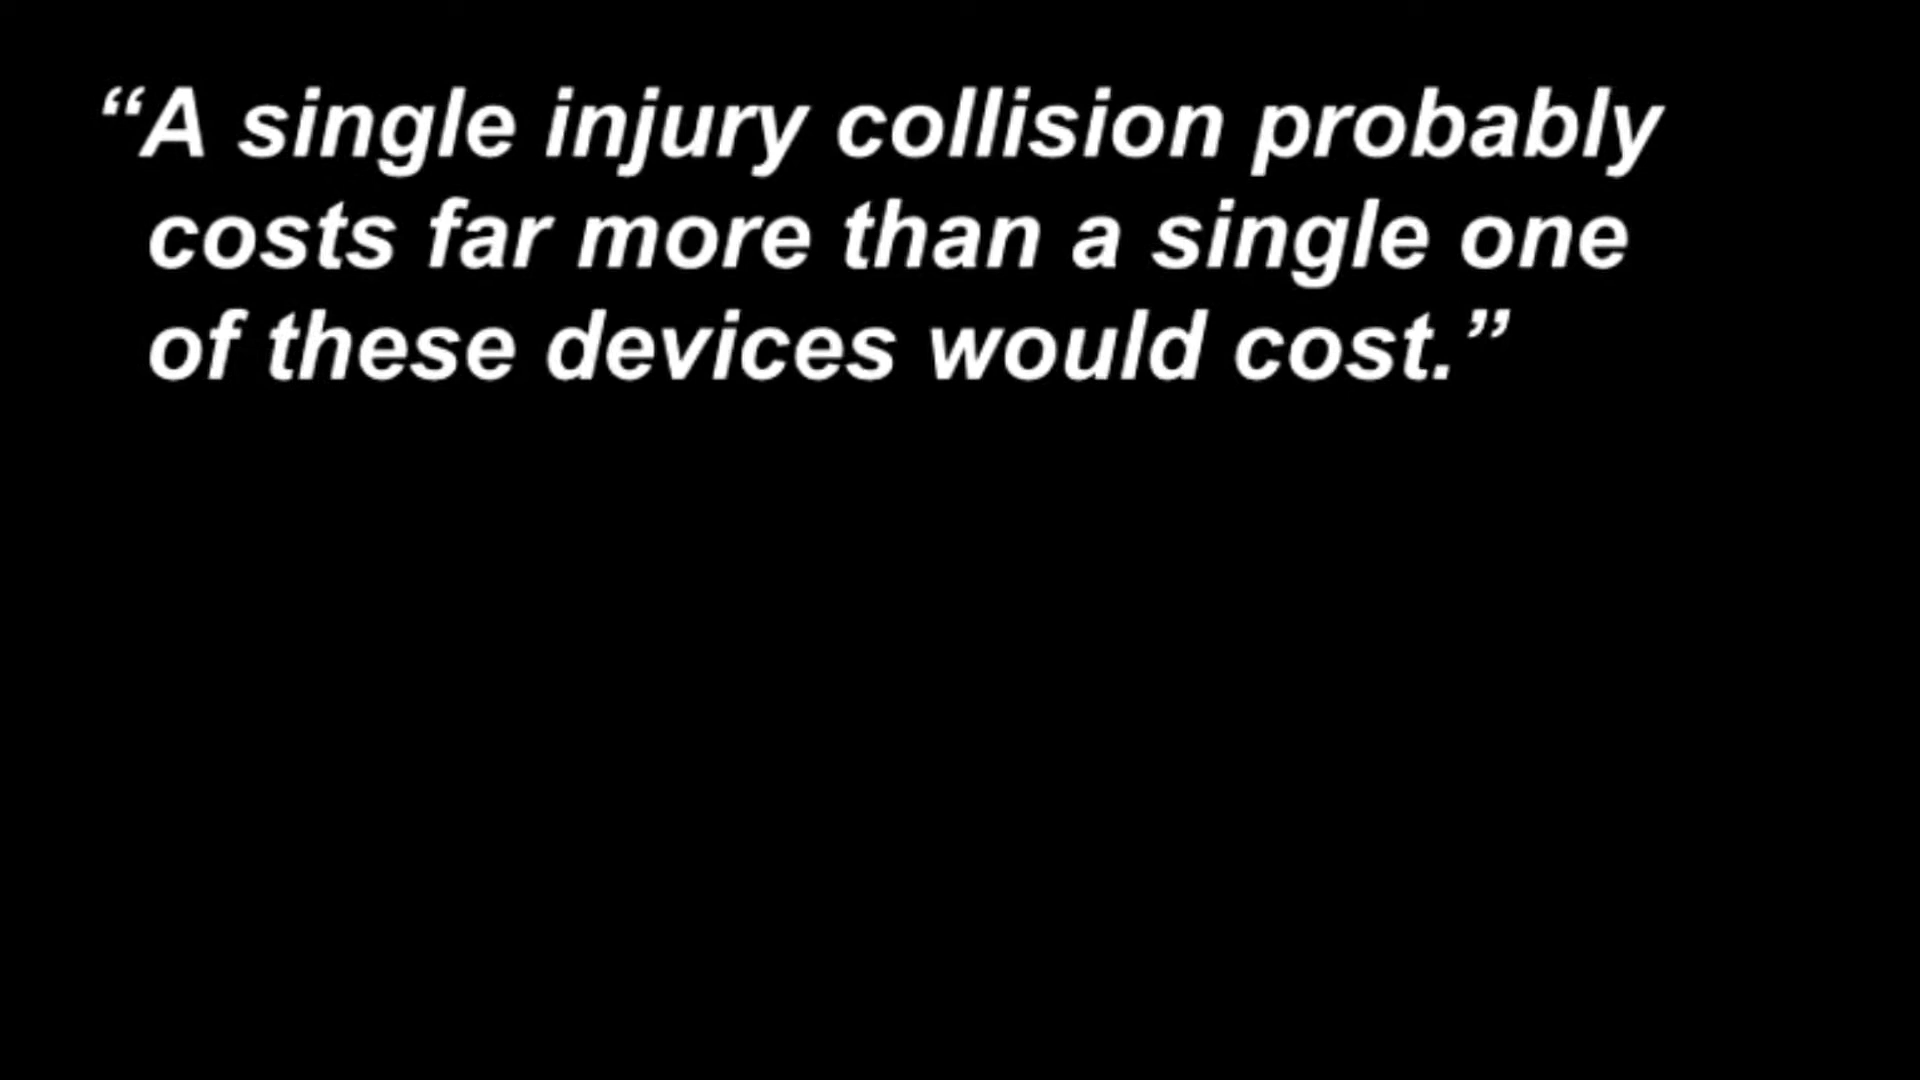 “A single injury collision probably
costs far more than a single one
of these devices would cost.”